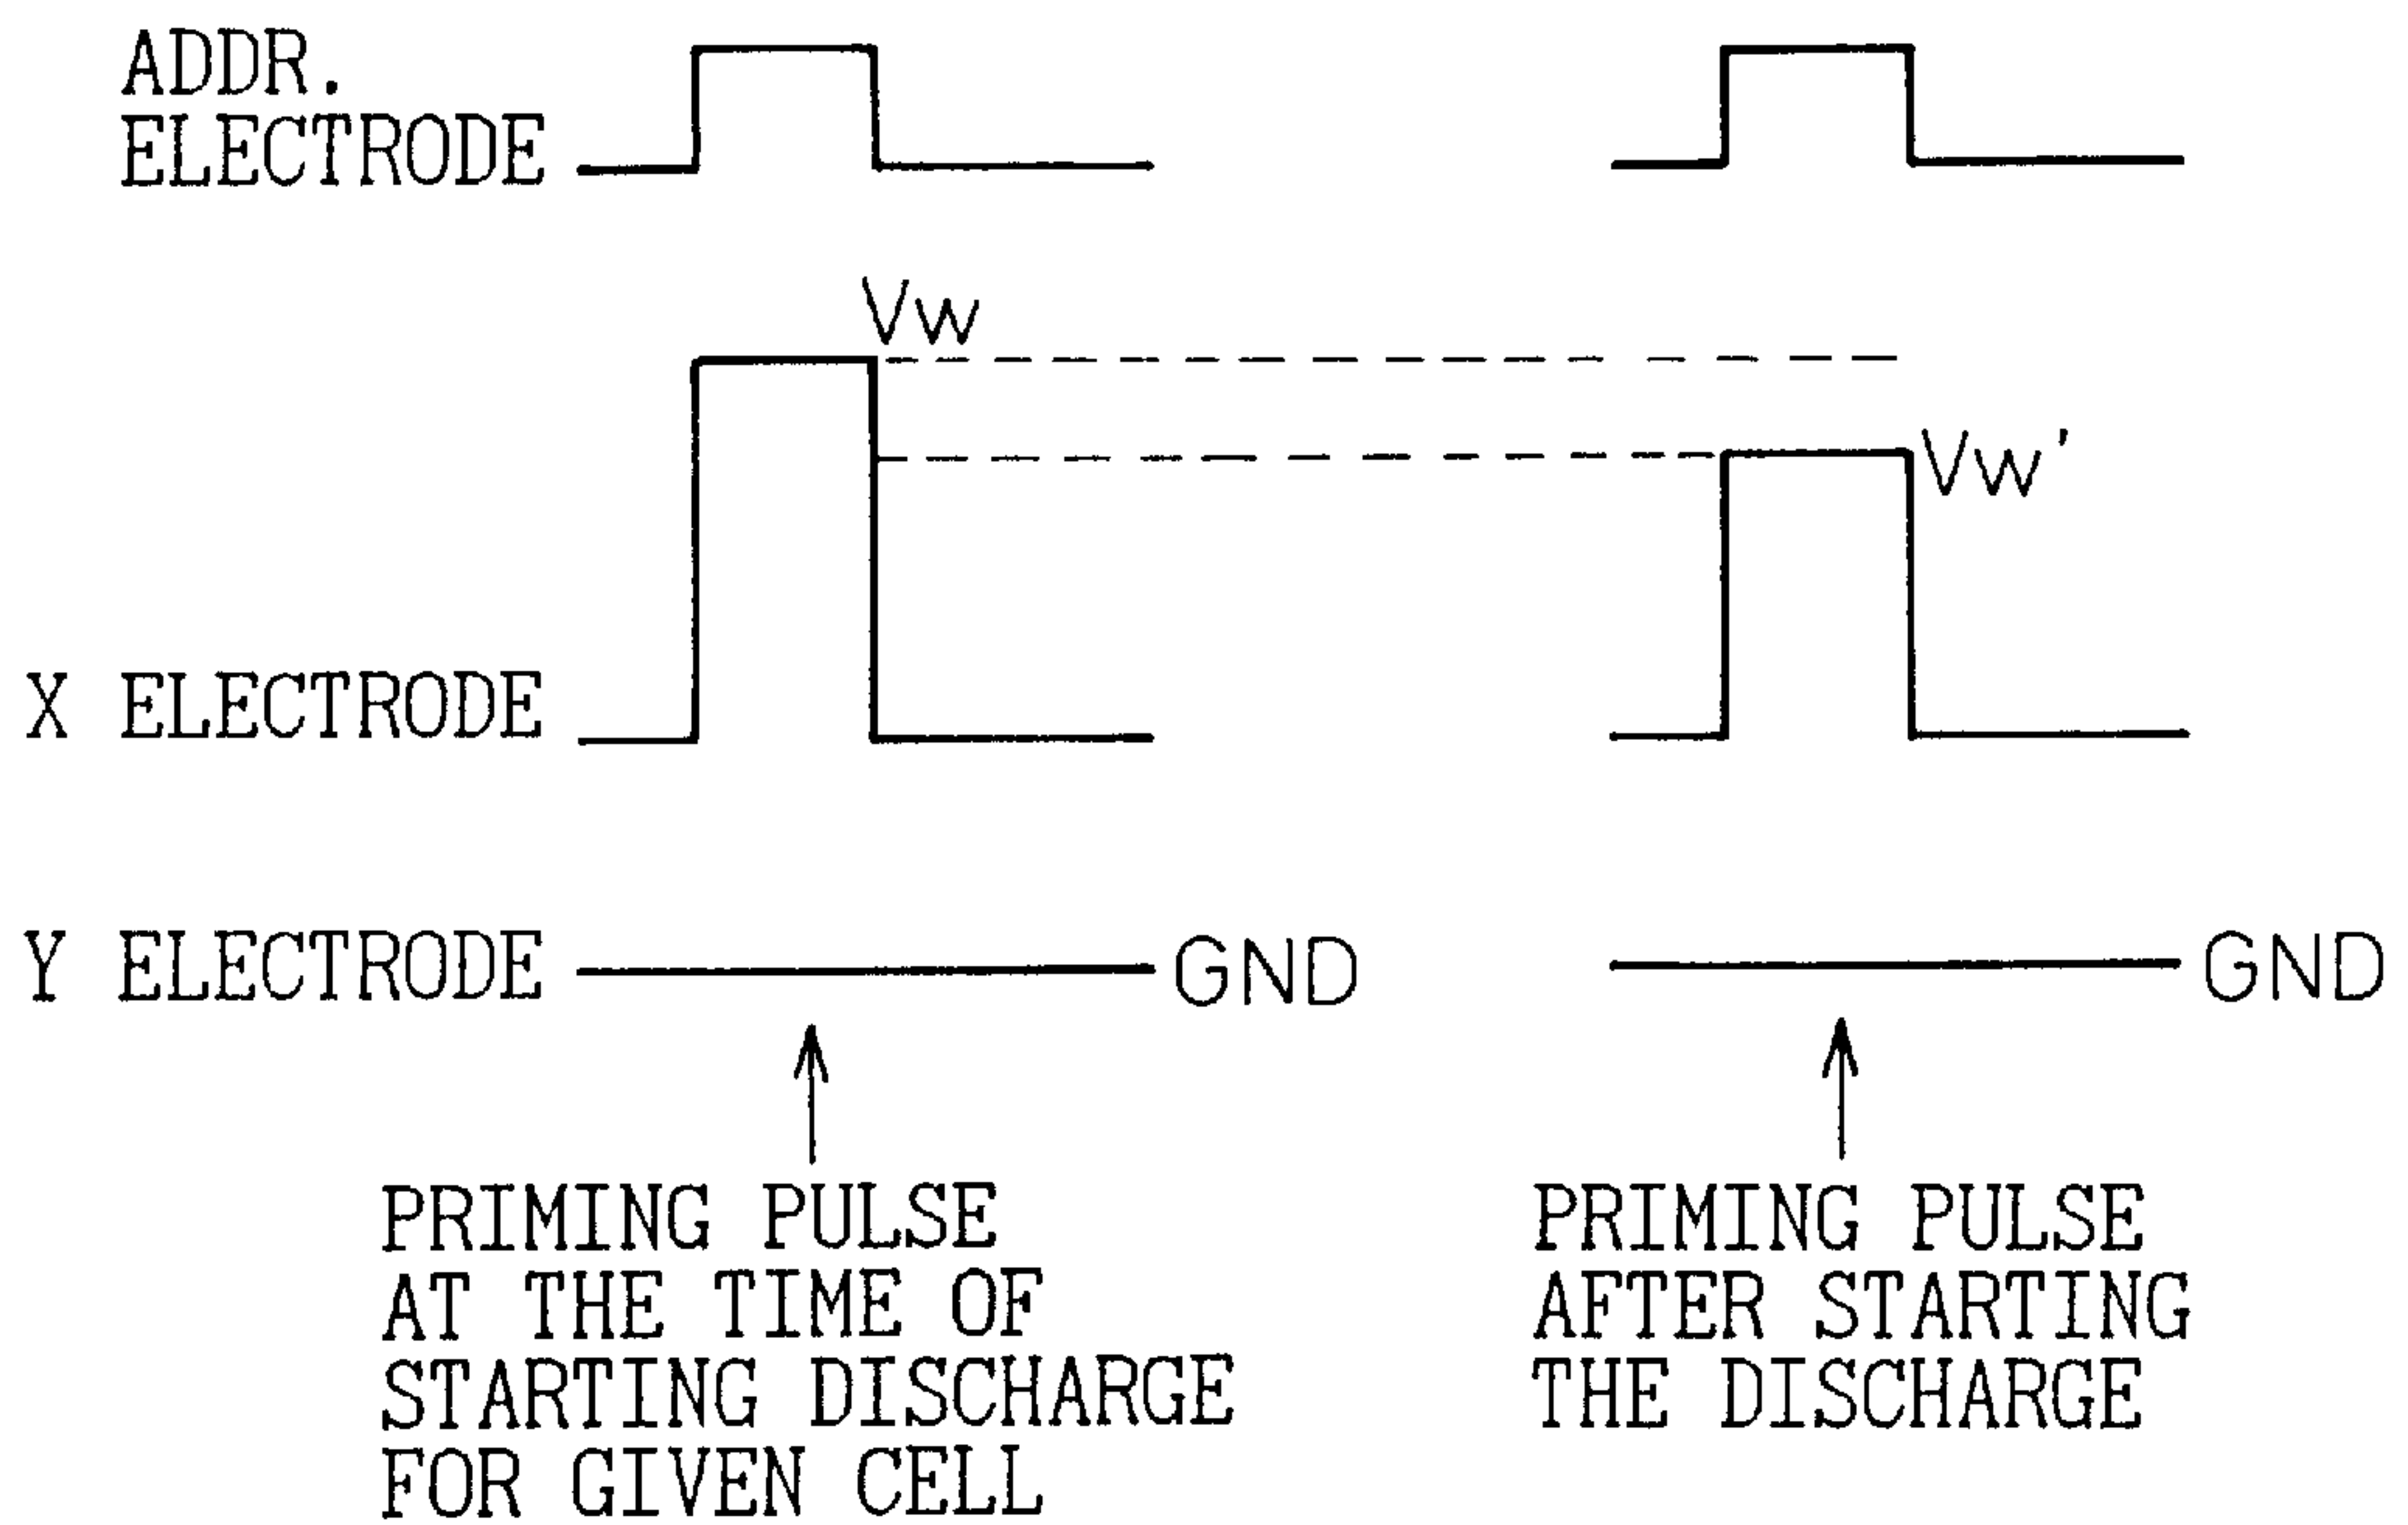 ADDR.
ELECTRODE
Vw
Vw'
X ELECTRODE
Y ELECTRODE
GND
GND
PRIMING PULSE
AT THE TIME OF
STARTING DISCHARGE
FOR GIVEN CELL
PRIMING PULSE
AFTER STARTING
THE DISCHARGE